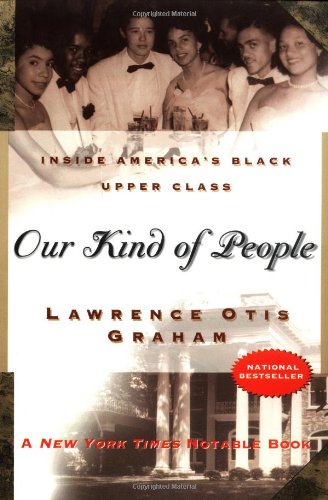 INSIDE AMERICA'S BLACK
UPPER CLASS
Our Kind of People
LAWRENCE OTIS
GRAHAM
NATIONAL
BESTSELLER
A NEW YORK TIMES NOTABLE BOOK